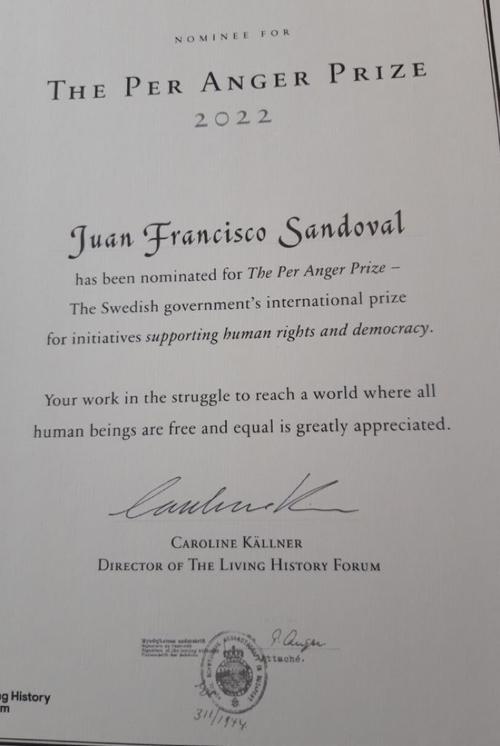 NOMINEE FOR
THE PER ANGER PRIZE
2022
Juan Francisco Sandoval
has been nominated for The Per Anger Prize –
The Swedish government's international prize
for initiatives supporting human rights and democracy.
Your work in the struggle to reach a world where all
human beings are free and equal is greatly appreciated.
CAROLINE KÄLLNER
DIRECTOR OF THE LIVING HISTORY FORUM
P. Anger
Attaché.
g History
m